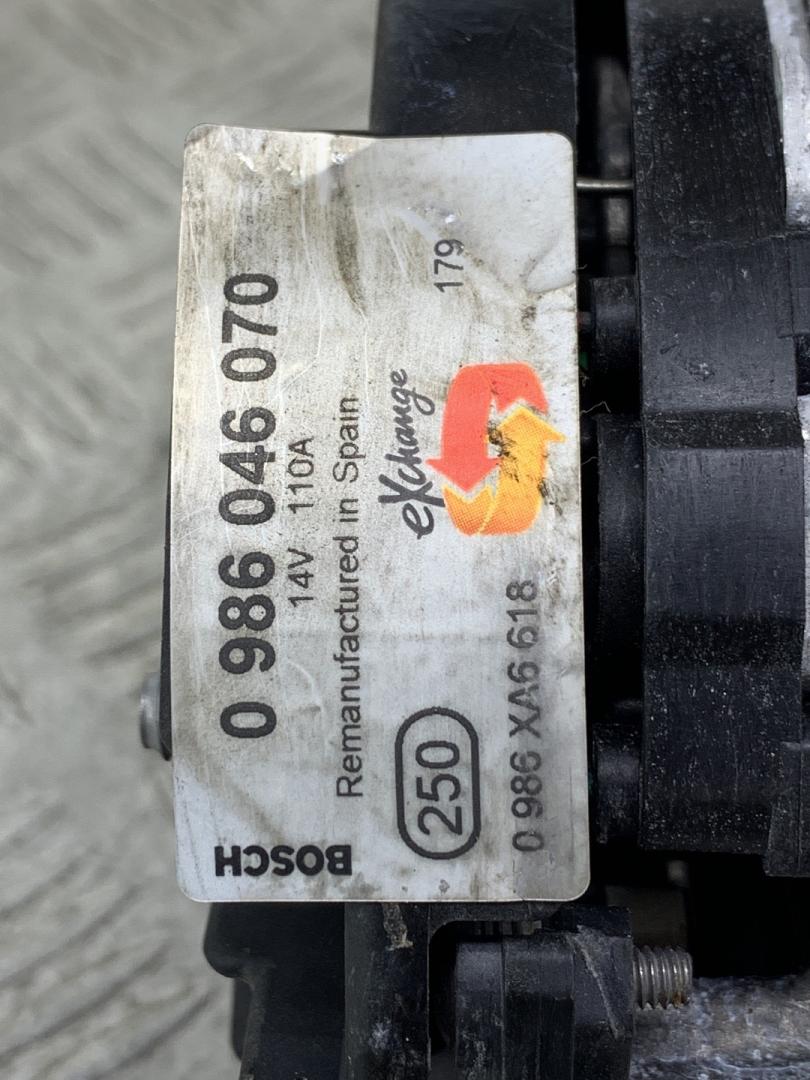 BOSCH
0 986 046 070
14V 110A
Remanufactured in Spain
250
eXchange
179
0 986 XA6 618